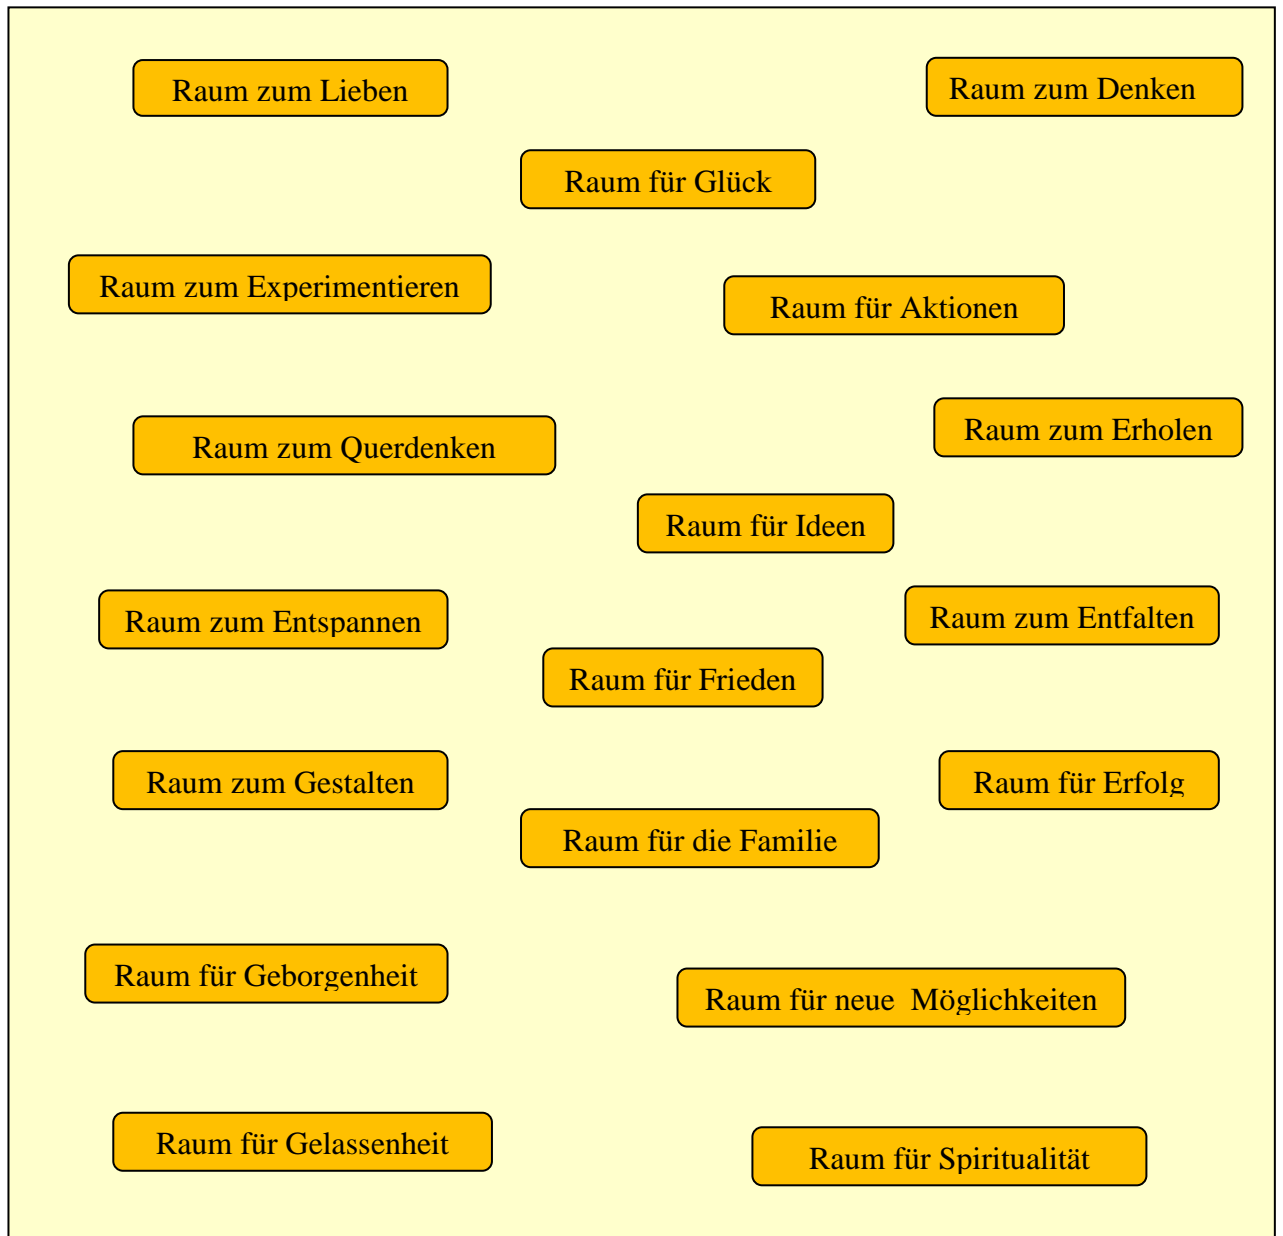 Raum zum Lieben
Raum zum Denken
Raum für Glück
Raum zum Experimentieren
Raum für Aktionen
Raum zum Querdenken
Raum zum Erholen
Raum für Ideen
Raum zum Entspannen
Raum zum Entfalten
Raum für Frieden
Raum zum Gestalten
Raum für Erfolg
Raum für die Familie
Raum für Geborgenheit
Raum für neue  Möglichkeiten
Raum für Gelassenheit
Raum für Spiritualität